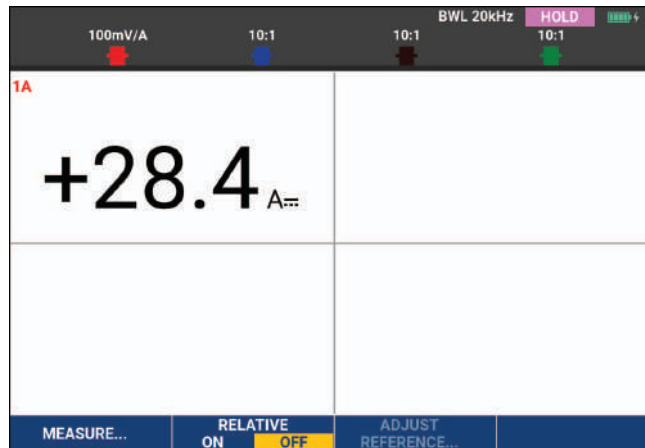 BWL 20kHz HOLD
100mV/A 10:1 10:1 10:1
1A
+28.4 A
MEASURE...
RELATIVE
ON OFF
ADJUST
REFERENCE...